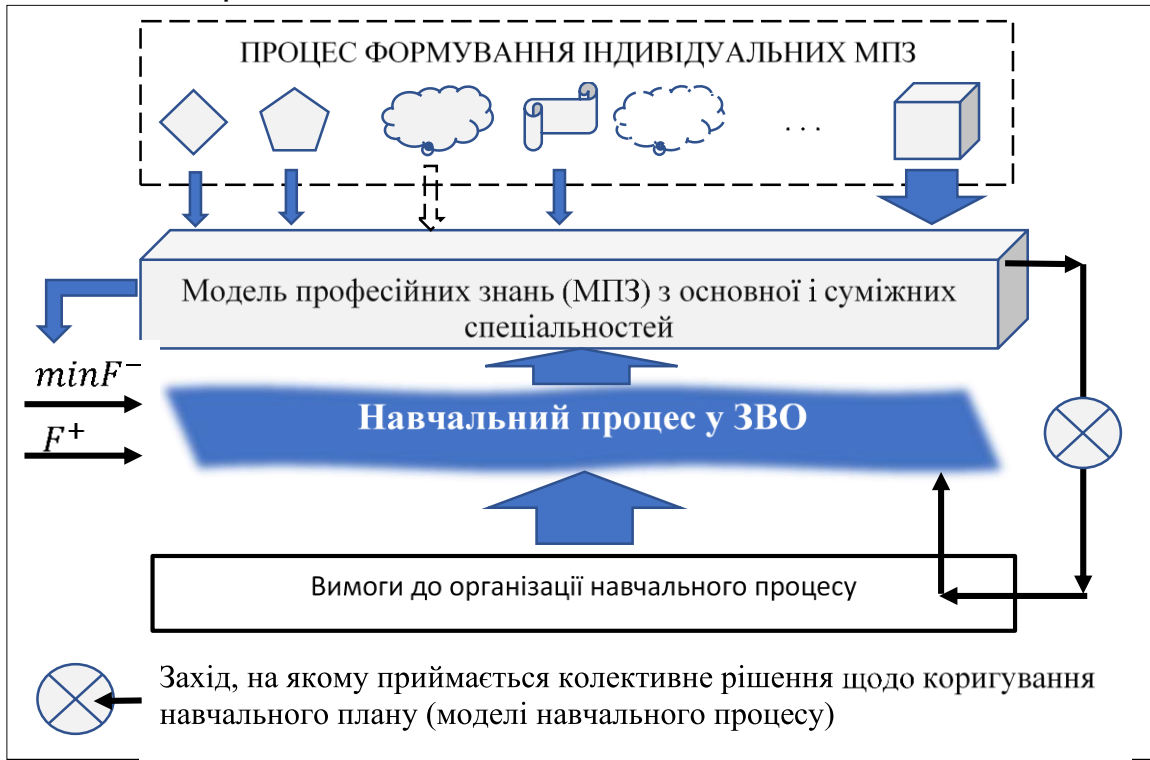 ПРОЦЕС ФОРМУВАННЯ ІНДИВІДУАЛЬНИХ МПЗ
. . .
Модель професійних знань (МПЗ) з основної і суміжних
спеціальностей
minF⁻
F⁺
Навчальний процес у ЗВО
Вимоги до організації навчального процесу
Захід, на якому приймається колективне рішення щодо коригування
навчального плану (моделі навчального процесу)